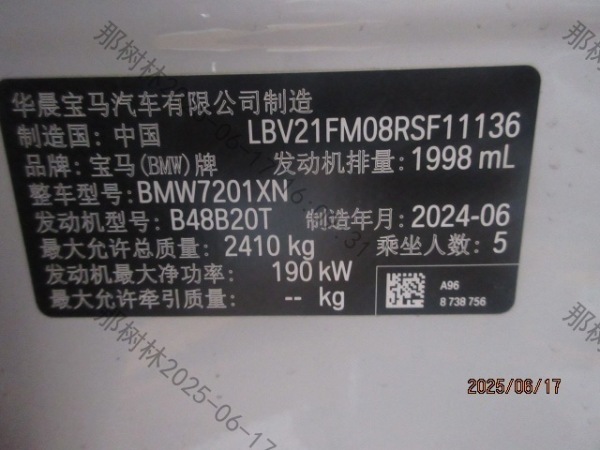 华晨宝马汽车有限公司制造
制造国: 中国 LBV21FM08RSF11136
品牌: 宝马(BMW)牌 发动机排量: 1998 mL
整车型号: BMW7201XN
发动机型号: B48B20T 制造年月: 2024-06
最大允许总质量: 2410 kg 乘坐人数: 5
发动机最大净功率: 190 kW
最大允许牵引质量: -- kg
A96
8 738 756
2025/06/17
那树林2025-06-17